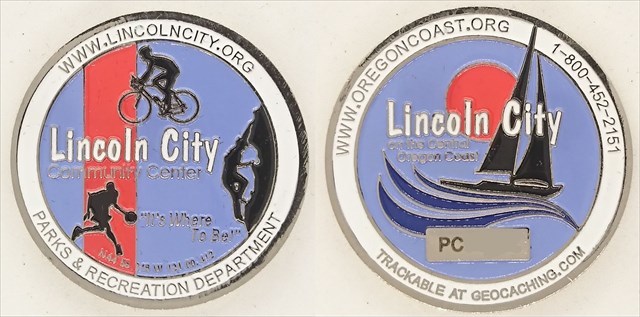 WWW.LINCOLNCITY.ORG
Lincoln City
Community Center
"It's Where
To Be!"
PARKS & RECREATION DEPARTMENT
WWW.OREGONCOAST.ORG
1-800-452-2151
Lincoln City
on the Central
Oregon Coast
PC
TRACKABLE AT GEOCACHING.COM